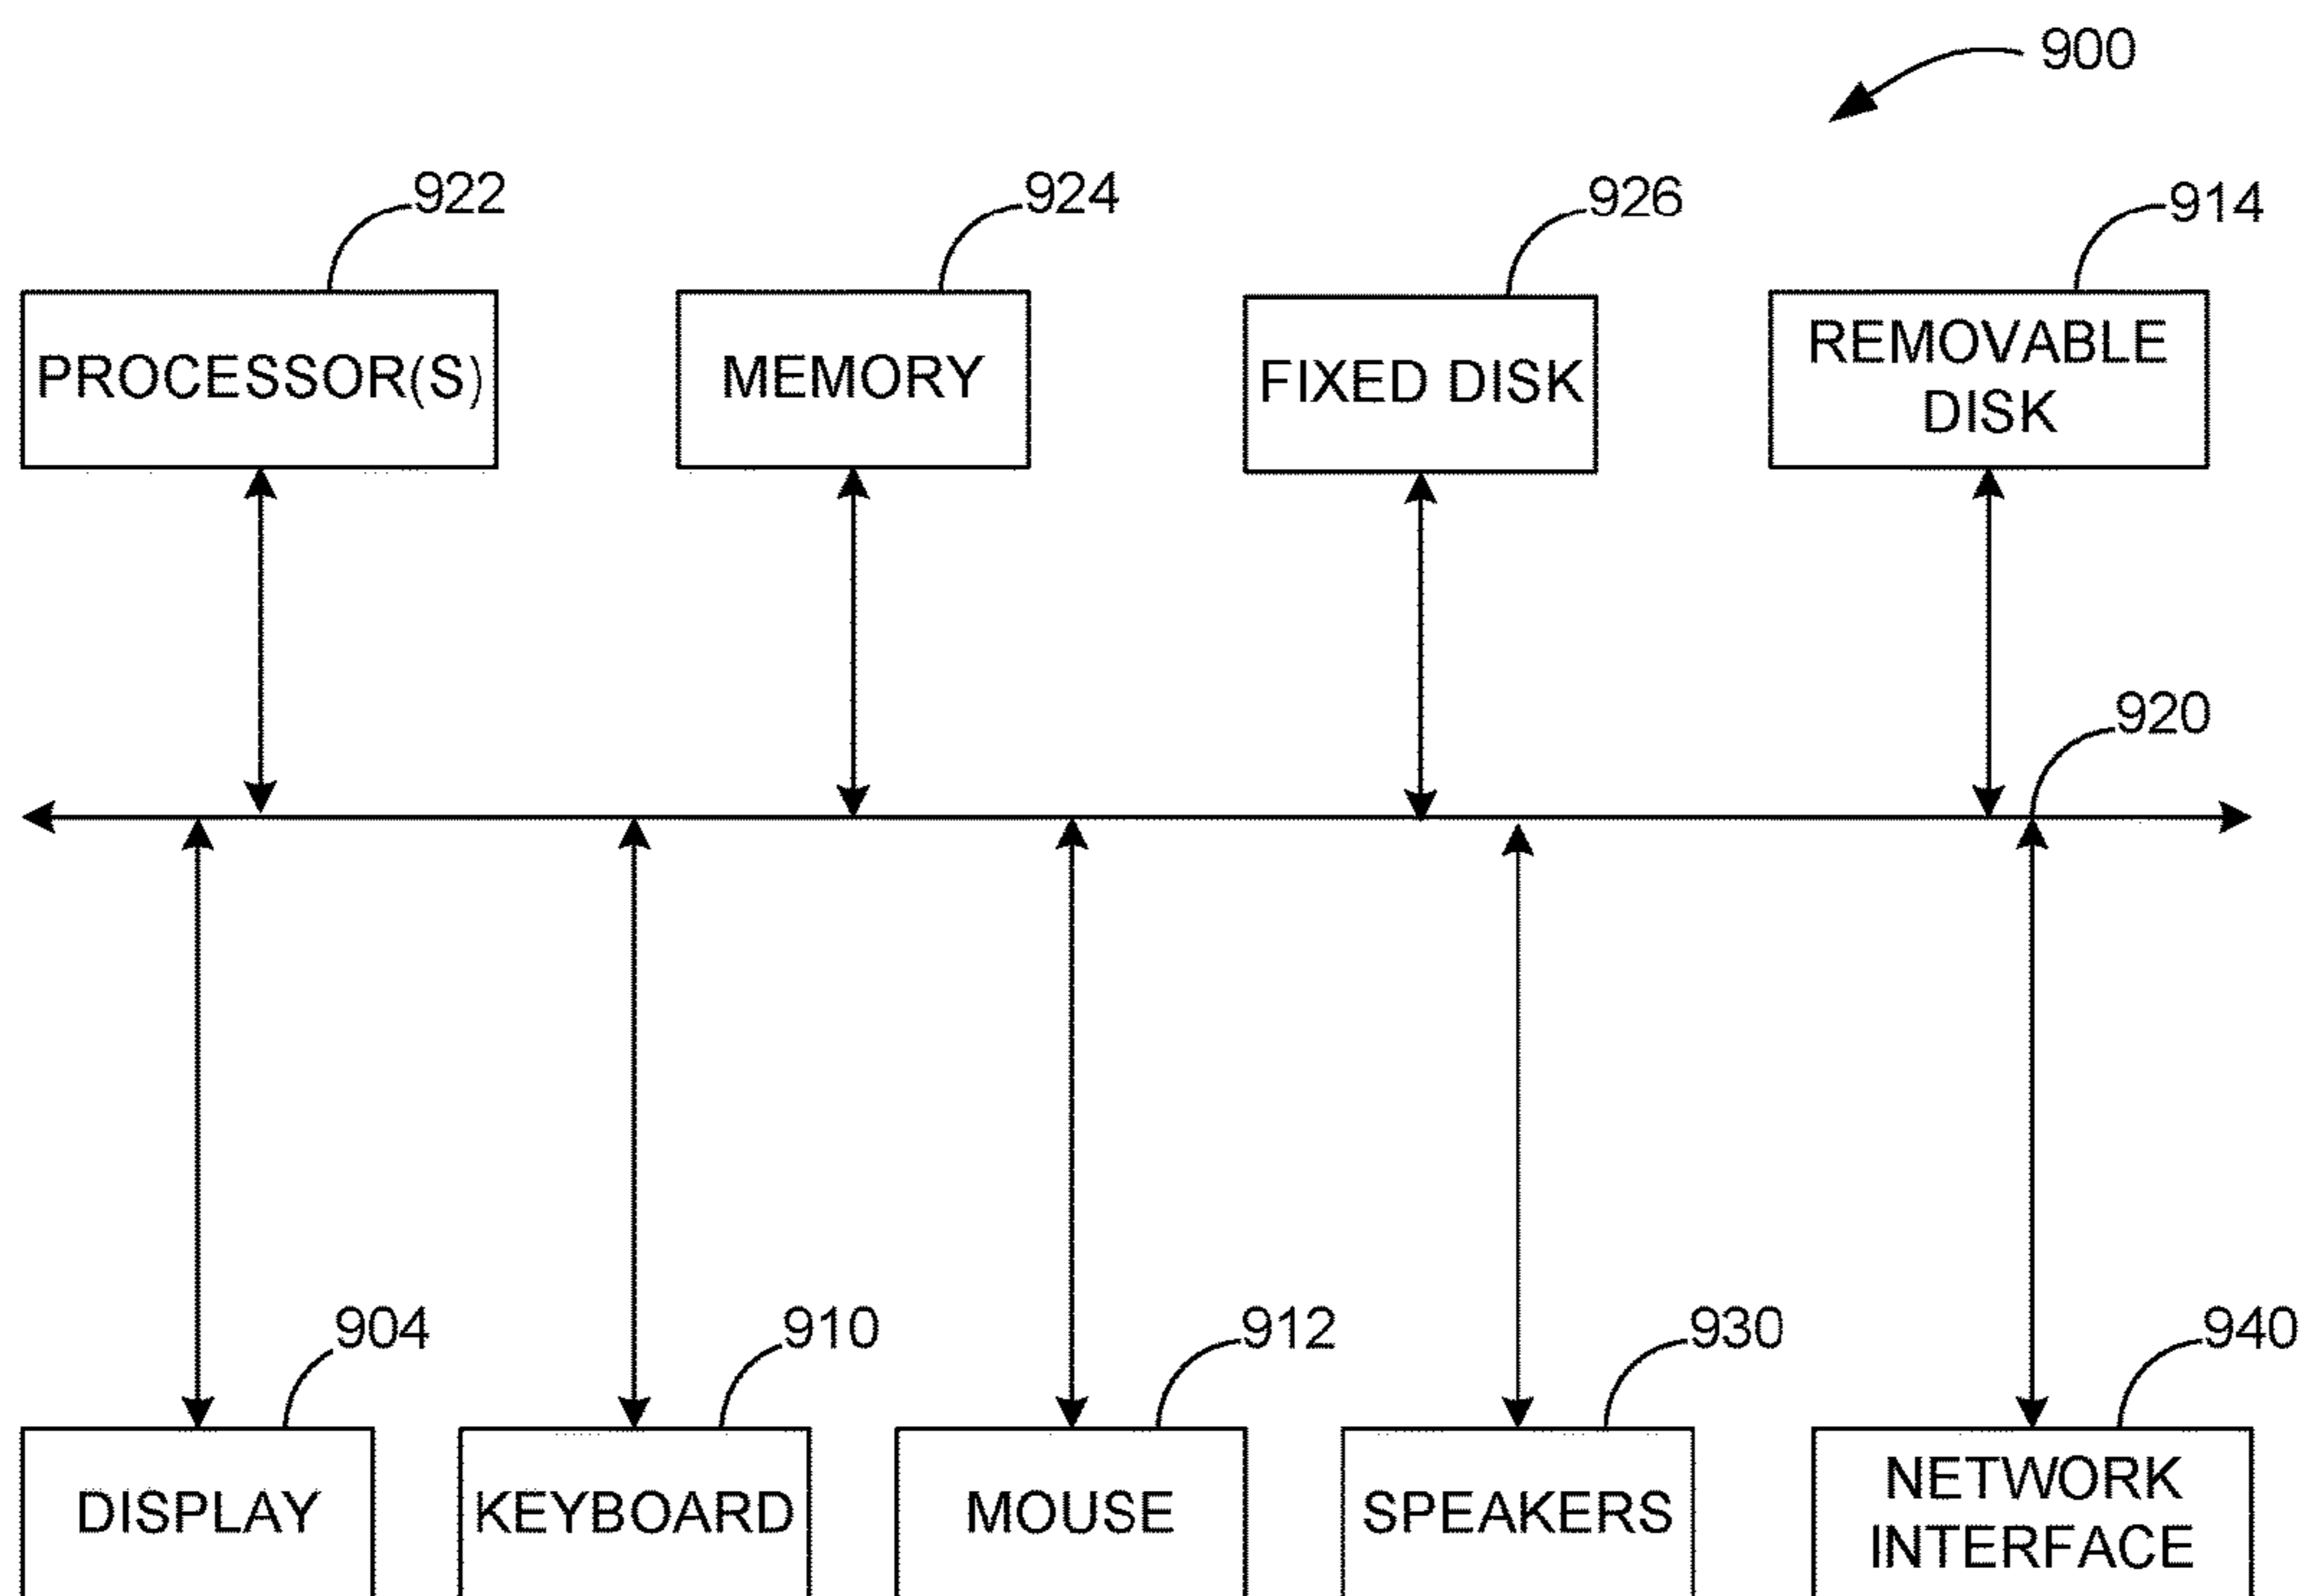 900
922
924
926
914
PROCESSOR(S)
MEMORY
FIXED DISK
REMOVABLE
DISK
920
904
910
912
930
940
DISPLAY
KEYBOARD
MOUSE
SPEAKERS
NETWORK
INTERFACE